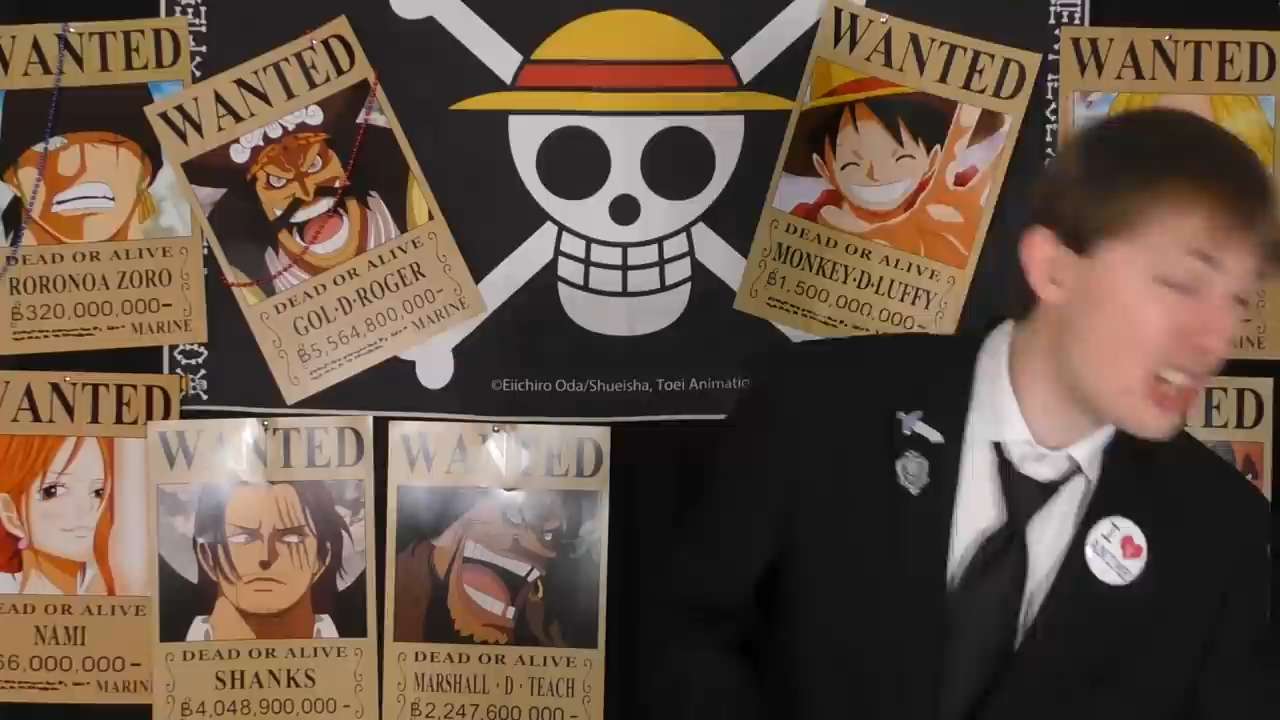 WANTED
DEAD OR ALIVE
RORONOA ZORO
฿320,000,000-
MARINE
WANTED
DEAD OR ALIVE
GOL·D·ROGER
฿5,564,800,000-
MARINE
©Eiichiro Oda/Shueisha, Toei Animatio
WANTED
DEAD OR ALIVE
MONKEY·D·LUFFY
฿1,500,000,000-
WANTED
WANTED
DEAD OR ALIVE
NAMI
66,000,000-
MARIN
WANTED
DEAD OR ALIVE
SHANKS
฿4,048,900,000-
WANTED
DEAD OR ALIVE
MARSHALL·D·TEACH
฿2,247,600,000-
TED
I